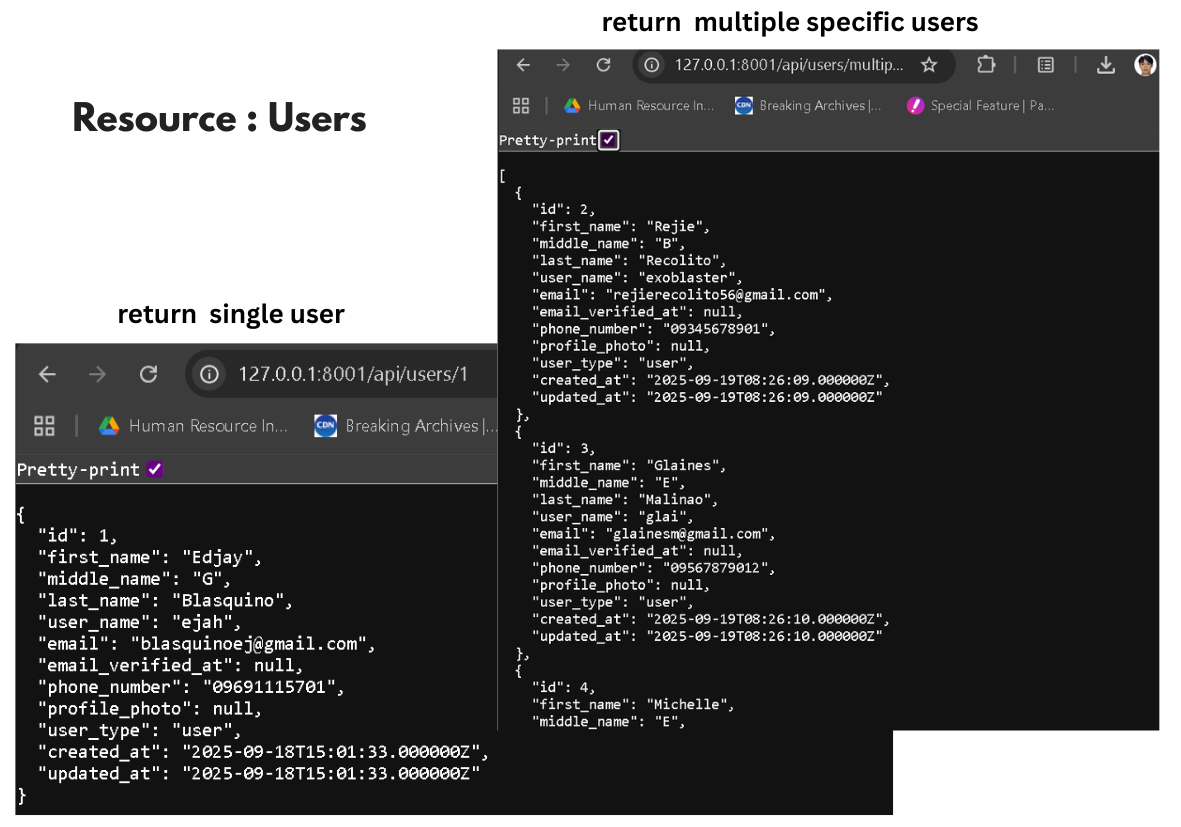 return multiple specific users
127.0.0.1:8001/api/users/multip...
Human Resource In...
CDN
Breaking Archives |...
Special Feature | Pa...
Pretty-print
[
{
"id": 2,
"first_name": "Rejie",
"middle_name": "B",
"last_name": "Recolito",
"user_name": "exoblaster",
"email": "rejierecolito56@gmail.com",
"email_verified_at": null,
"phone_number": "09345678901",
"profile_photo": null,
"user_type": "user",
"created_at": "2025-09-19T08:26:09.000000Z",
"updated_at": "2025-09-19T08:26:09.000000Z"
},
{
"id": 3,
"first_name": "Glaines",
"middle_name": "E",
"last_name": "Malinao",
"user_name": "glai",
"email": "glainesm@gmail.com",
"email_verified_at": null,
"phone_number": "09567879012",
"profile_photo": null,
"user_type": "user",
"created_at": "2025-09-19T08:26:10.000000Z",
"updated_at": "2025-09-19T08:26:10.000000Z"
},
{
"id": 4,
"first_name": "Michelle",
"middle_name": "E",
Resource : Users
return single user
127.0.0.1:8001/api/users/1
Human Resource In...
CDN
Breaking Archives |...
Pretty-print
{
"id": 1,
"first_name": "Edjay",
"middle_name": "G",
"last_name": "Blasquino",
"user_name": "ejah",
"email": "blasquinoej@gmail.com",
"email_verified_at": null,
"phone_number": "09691115701",
"profile_photo": null,
"user_type": "user",
"created_at": "2025-09-18T15:01:33.000000Z",
"updated_at": "2025-09-18T15:01:33.000000Z"
}